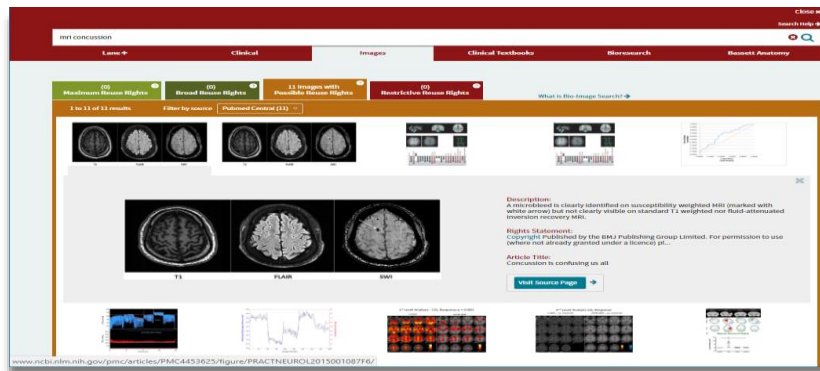 Close ✖
Search Help ➔
mri concussion
Lane + Clinical Images Clinical Textbooks Bioresearch Bassett Anatomy
(0) Maximum Reuse Rights
(0) Broad Reuse Rights
11 images with Possible Reuse Rights
(0) Restrictive Reuse Rights
What is Bio-Image Search? ➔
1 to 11 of 11 results Filter by source Pubmed Central (11)
Description:
A microbleed is clearly identified on susceptibility weighted MRI (marked with
white arrow) but not clearly visible on standard T1 weighted nor fluid-attenuated
inversion recovery MRI.
Rights Statement:
Copyright Published by the BMJ Publishing Group Limited. For permission to use
(where not already granted under a licence) pl...
Article Title:
Concussion is confusing us all
Visit Source Page ➔
T1 FLAIR SWI
www.ncbi.nlm.nih.gov/pmc/articles/PMC4453625/figure/PRACTNEUROL2015001087F6/